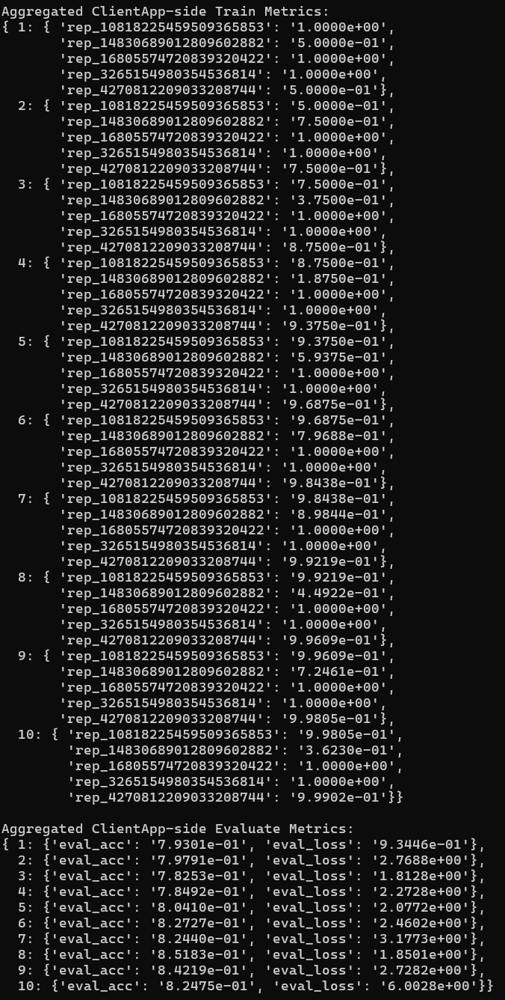 Aggregated ClientApp-side Train Metrics:
{ 1: { 'rep_10818225459509365853': '1.0000e+00',
'rep_14830689012809602882': '5.0000e-01',
'rep_16805574720839320422': '1.0000e+00',
'rep_3265154980354536814': '1.0000e+00',
'rep_4270812209033208744': '5.0000e-01'},
2: { 'rep_10818225459509365853': '5.0000e-01',
'rep_14830689012809602882': '7.5000e-01',
'rep_16805574720839320422': '1.0000e+00',
'rep_3265154980354536814': '1.0000e+00',
'rep_4270812209033208744': '7.5000e-01'},
3: { 'rep_10818225459509365853': '7.5000e-01',
'rep_14830689012809602882': '3.7500e-01',
'rep_16805574720839320422': '1.0000e+00',
'rep_3265154980354536814': '1.0000e+00',
'rep_4270812209033208744': '8.7500e-01'},
4: { 'rep_10818225459509365853': '8.7500e-01',
'rep_14830689012809602882': '1.8750e-01',
'rep_16805574720839320422': '1.0000e+00',
'rep_3265154980354536814': '1.0000e+00',
'rep_4270812209033208744': '9.3750e-01'},
5: { 'rep_10818225459509365853': '9.3750e-01',
'rep_14830689012809602882': '5.9375e-01',
'rep_16805574720839320422': '1.0000e+00',
'rep_3265154980354536814': '1.0000e+00',
'rep_4270812209033208744': '9.6875e-01'},
6: { 'rep_10818225459509365853': '9.6875e-01',
'rep_14830689012809602882': '7.9688e-01',
'rep_16805574720839320422': '1.0000e+00',
'rep_3265154980354536814': '1.0000e+00',
'rep_4270812209033208744': '9.8438e-01'},
7: { 'rep_10818225459509365853': '9.8438e-01',
'rep_14830689012809602882': '8.9844e-01',
'rep_16805574720839320422': '1.0000e+00',
'rep_3265154980354536814': '1.0000e+00',
'rep_4270812209033208744': '9.9219e-01'},
8: { 'rep_10818225459509365853': '9.9219e-01',
'rep_14830689012809602882': '4.4922e-01',
'rep_16805574720839320422': '1.0000e+00',
'rep_3265154980354536814': '1.0000e+00',
'rep_4270812209033208744': '9.9609e-01'},
9: { 'rep_10818225459509365853': '9.9609e-01',
'rep_14830689012809602882': '7.2461e-01',
'rep_16805574720839320422': '1.0000e+00',
'rep_3265154980354536814': '1.0000e+00',
'rep_4270812209033208744': '9.9805e-01'},
10: { 'rep_10818225459509365853': '9.9805e-01',
'rep_14830689012809602882': '3.6230e-01',
'rep_16805574720839320422': '1.0000e+00',
'rep_3265154980354536814': '1.0000e+00',
'rep_4270812209033208744': '9.9902e-01'}}
Aggregated ClientApp-side Evaluate Metrics:
{ 1: {'eval_acc': '7.9301e-01', 'eval_loss': '9.3446e-01'},
2: {'eval_acc': '7.9791e-01', 'eval_loss': '2.7688e+00'},
3: {'eval_acc': '7.8253e-01', 'eval_loss': '1.8128e+00'},
4: {'eval_acc': '7.8492e-01', 'eval_loss': '2.2728e+00'},
5: {'eval_acc': '8.0410e-01', 'eval_loss': '2.0772e+00'},
6: {'eval_acc': '8.2727e-01', 'eval_loss': '2.4602e+00'},
7: {'eval_acc': '8.2440e-01', 'eval_loss': '3.1773e+00'},
8: {'eval_acc': '8.5183e-01', 'eval_loss': '1.8501e+00'},
9: {'eval_acc': '8.4219e-01', 'eval_loss': '2.7282e+00'},
10: {'eval_acc': '8.2475e-01', 'eval_loss': '6.0028e+00'}}